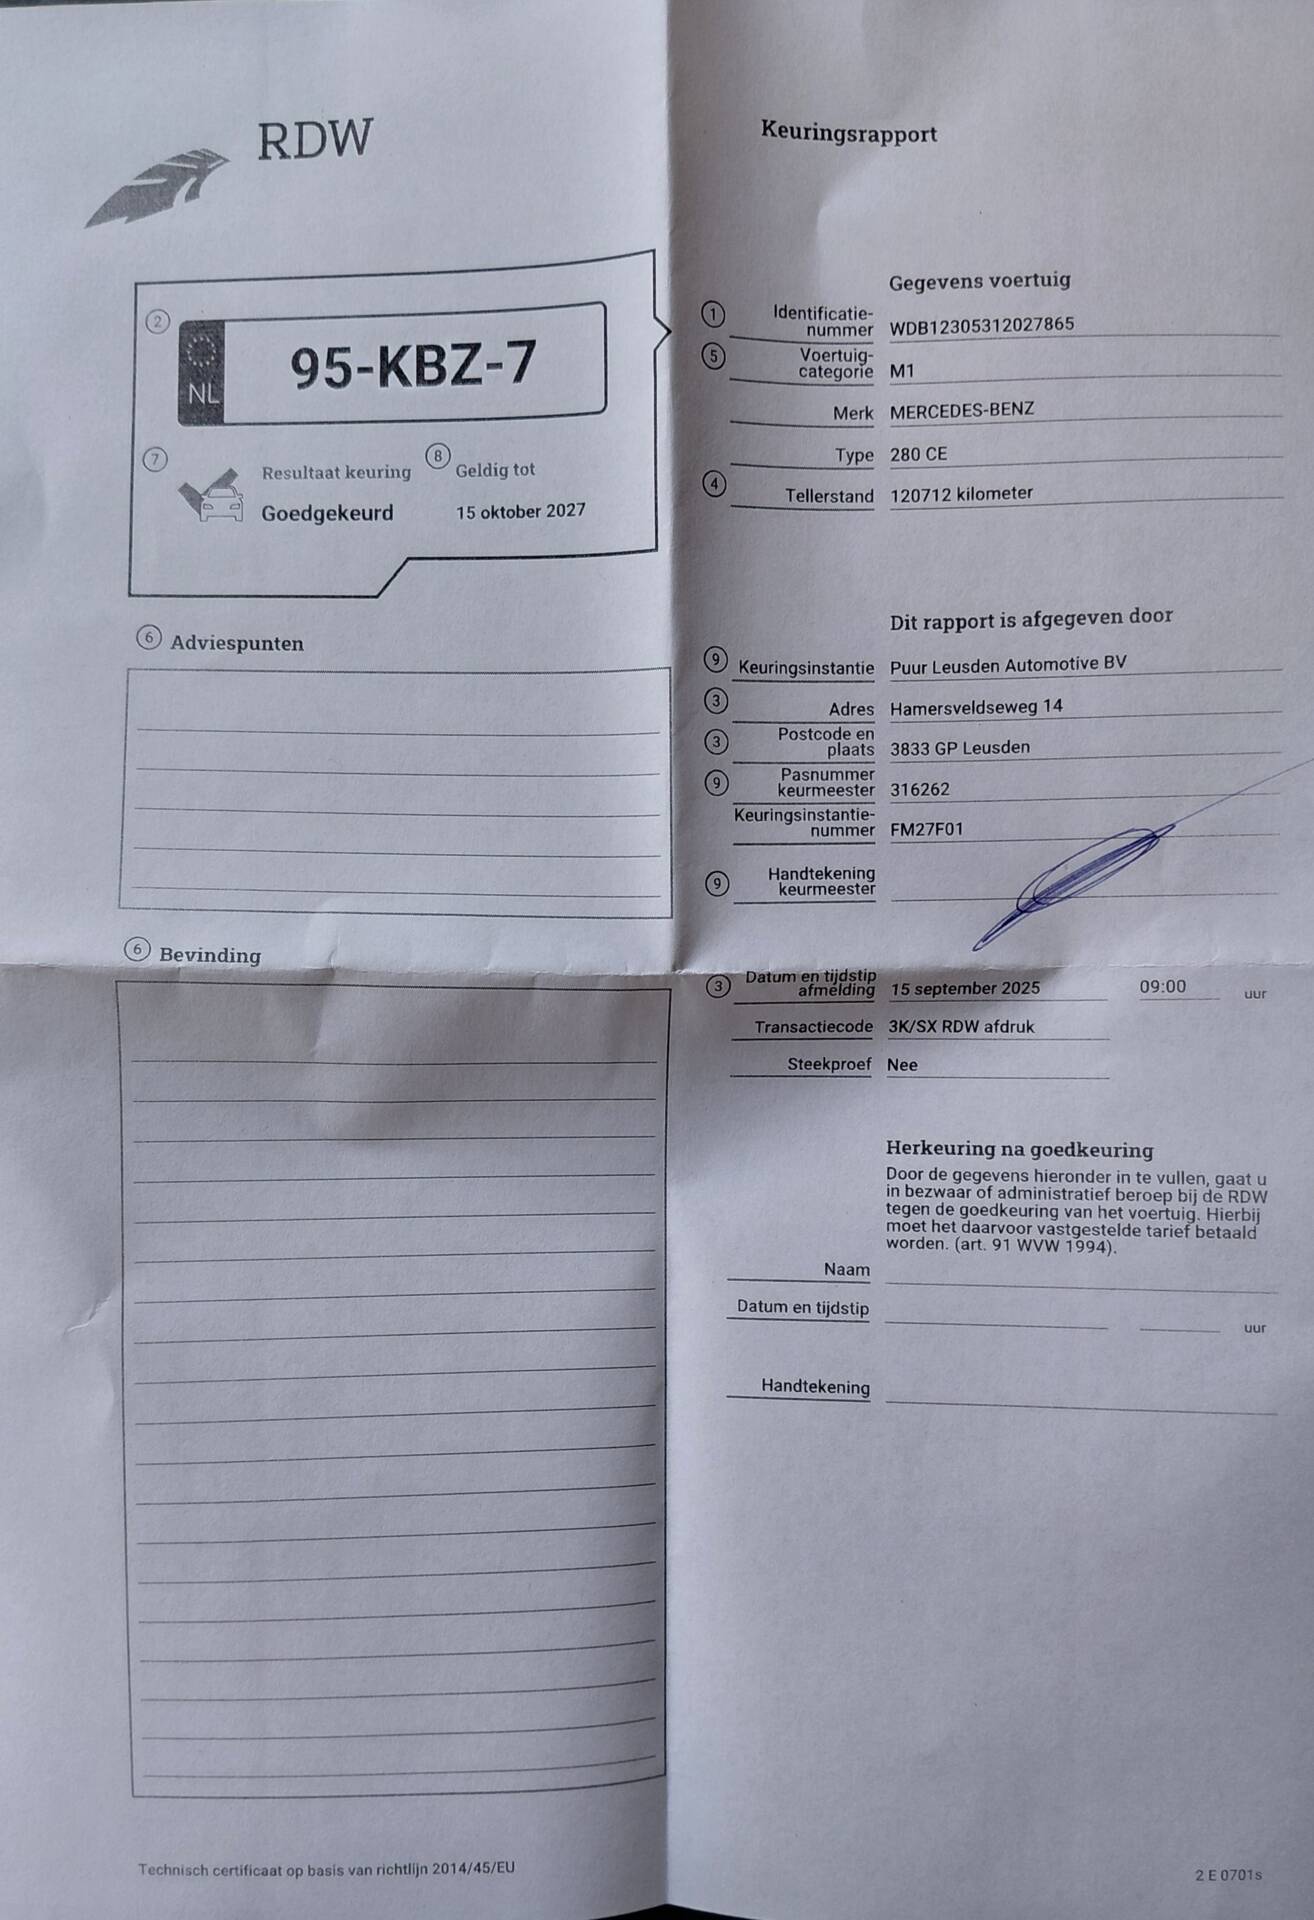 RDW
Keuringsrapport
2
NL
95-KBZ-7
7
Resultaat keuring
Goedgekeurd
8
Geldig tot
15 oktober 2027
6 Adviespunten
6 Bevinding
Gegevens voertuig
1 Identificatie-
nummer WDB12305312027865
5 Voertuig-
categorie M1
Merk MERCEDES-BENZ
Type 280 CE
4 Tellerstand 120712 kilometer
Dit rapport is afgegeven door
9 Keuringsinstantie Puur Leusden Automotive BV
3 Adres Hamersveldseweg 14
3 Postcode en
plaats 3833 GP Leusden
9 Pasnummer
keurmeester 316262
Keuringsinstantie-
nummer FM27F01
9 Handtekening
keurmeester
3 Datum en tijdstip
afmelding 15 september 2025 09:00 uur
Transactiecode 3K/SX RDW afdruk
Steekproef Nee
Herkeuring na goedkeuring
Door de gegevens hieronder in te vullen, gaat u
in bezwaar of administratief beroep bij de RDW
tegen de goedkeuring van het voertuig. Hierbij
moet het daarvoor vastgestelde tarief betaald
worden. (art. 91 WVW 1994).
Naam
Datum en tijdstip uur
Handtekening
Technisch certificaat op basis van richtlijn 2014/45/EU
2 E 0701s